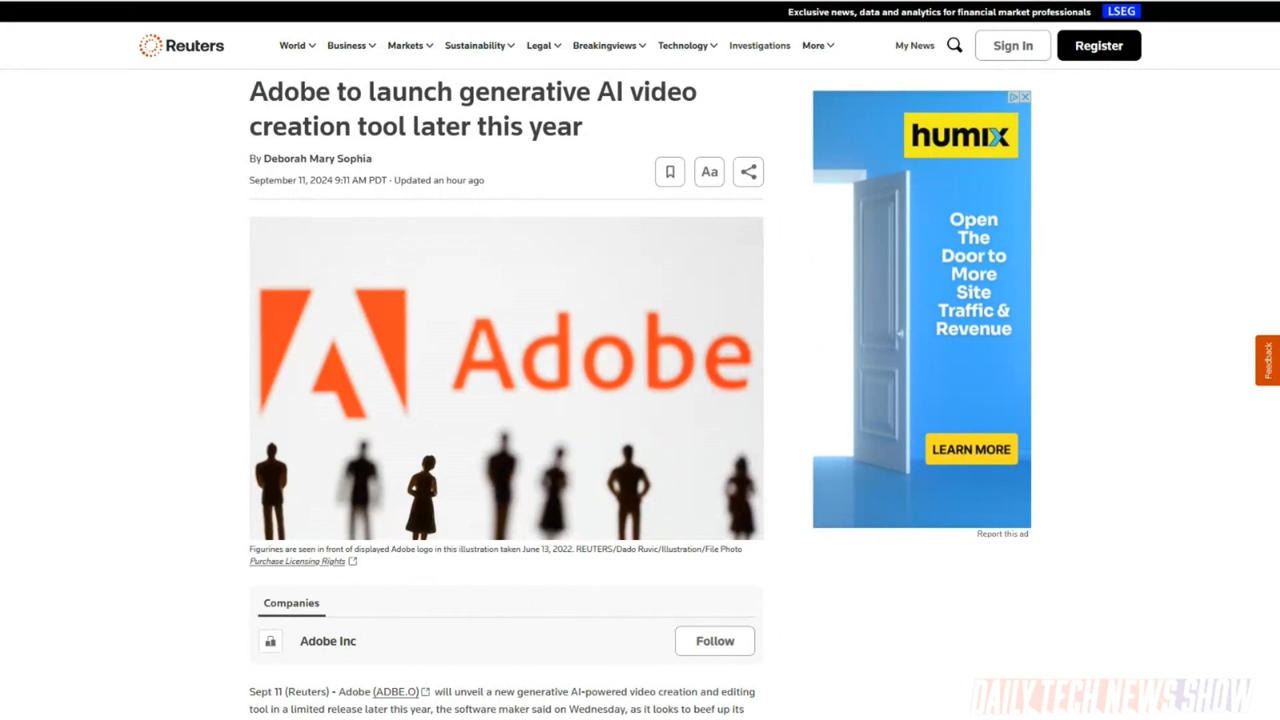 Exclusive news, data and analytics for financial market professionals LSEG
Reuters World Business Markets Sustainability Legal Breakingviews Technology Investigations More My News Sign In Register
Adobe to launch generative AI video
creation tool later this year
By Deborah Mary Sophia
September 11, 2024 9:11 AM PDT · Updated an hour ago
Aa
Adobe
Figurines are seen in front of displayed Adobe logo in this illustration taken June 13, 2022. REUTERS/Dado Ruvic/Illustration/File Photo
Purchase Licensing Rights
Companies
Adobe Inc Follow
Sept 11 (Reuters) - Adobe (ADBE.O) will unveil a new generative AI-powered video creation and editing
tool in a limited release later this year, the software maker said on Wednesday, as it looks to beef up its
humix
Open
The
Door to
More
Site
Traffic &
Revenue
LEARN MORE
Report this ad
Feedback
DAILY TECH NEWS SHOW